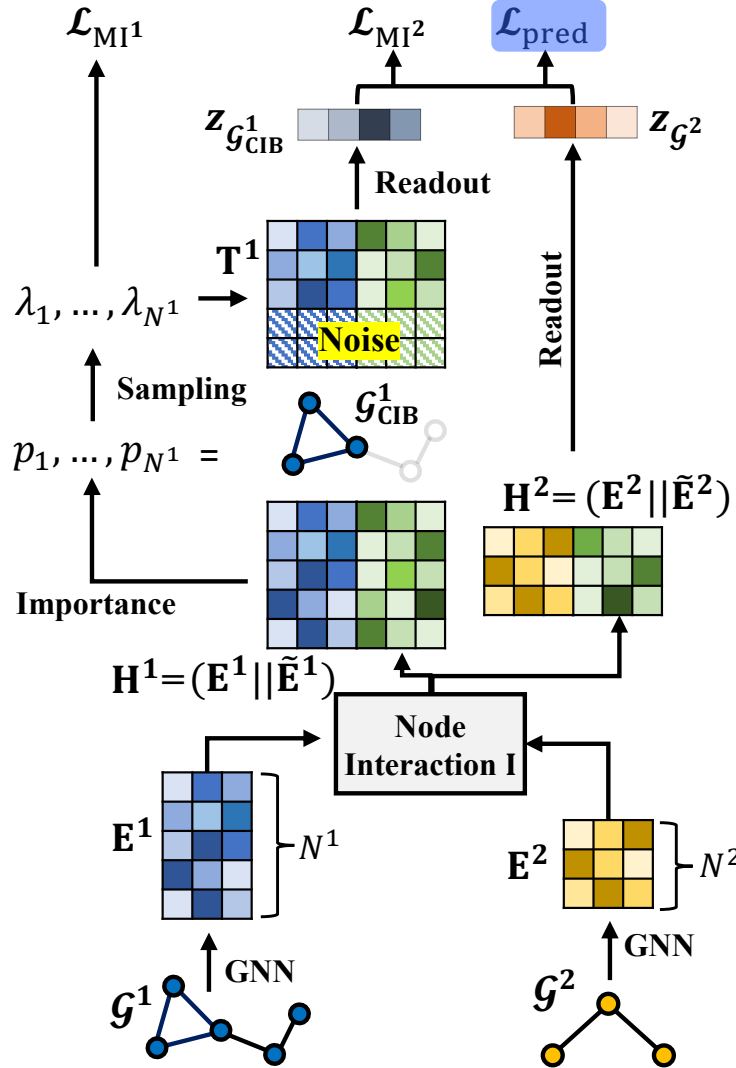 𝓛_MI¹ 𝓛_MI² 𝓛_pred
z_𝒢¹_CIB z_𝒢²
Readout
T¹
λ₁, … , λ_N¹
Noise
Readout
Sampling
𝒢¹_CIB
p₁, … , p_N¹ =
H² = (E²||Ẽ²)
Importance
H¹ = (E¹||Ẽ¹)
Node
Interaction I
E¹ N¹
E² N²
GNN GNN
𝒢¹ 𝒢²